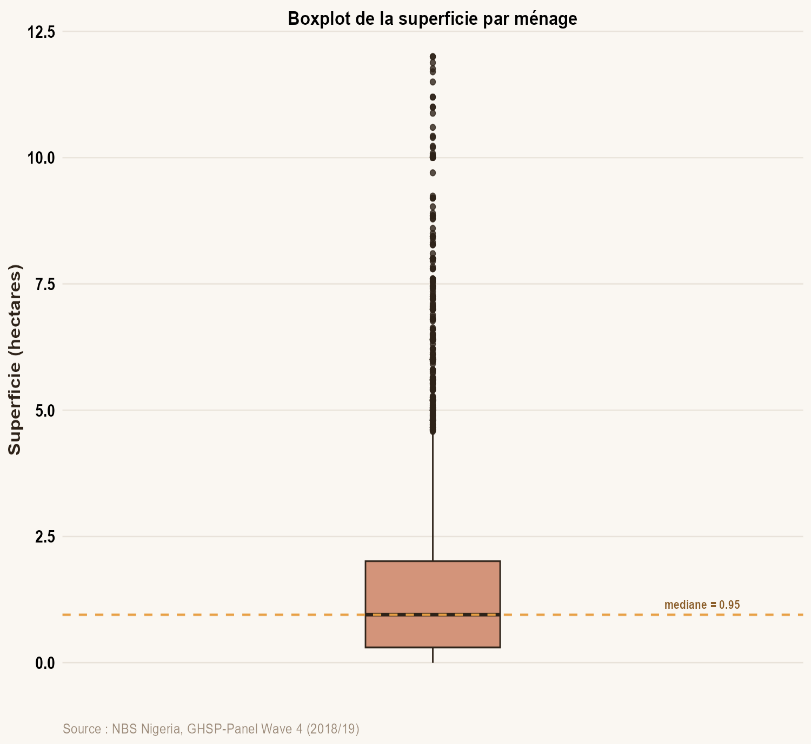 Boxplot de la superficie par ménage
12.5
10.0
7.5
5.0
2.5
0.0
Superficie (hectares)
mediane = 0.95
Source : NBS Nigeria, GHSP-Panel Wave 4 (2018/19)